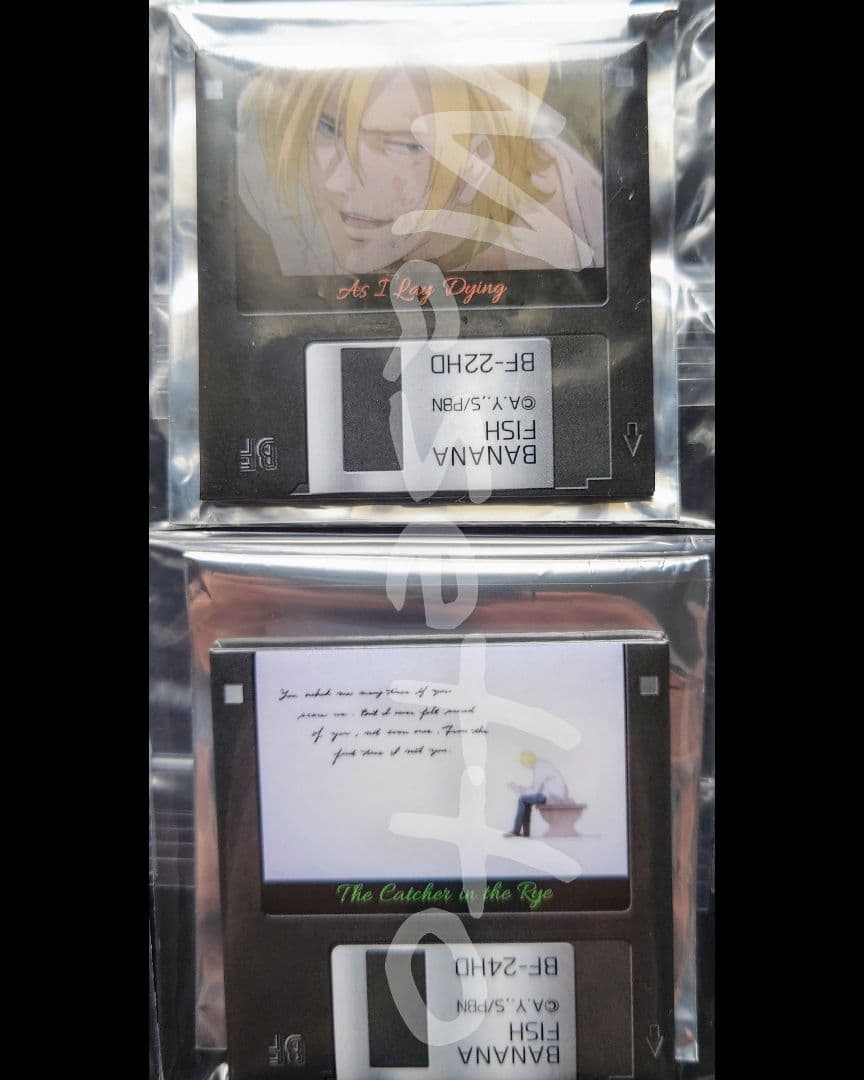 As I Lay Dying
BANANA
FISH
©A.Y.,S/PBN
BF-22HD
BF
You asked me many times if you
scare me. But I never felt scared
of you, not even once. From the
first time I met you.
The Catcher in the Rye
BANANA
FISH
©A.Y.,S/PBN
BF-24HD
BF